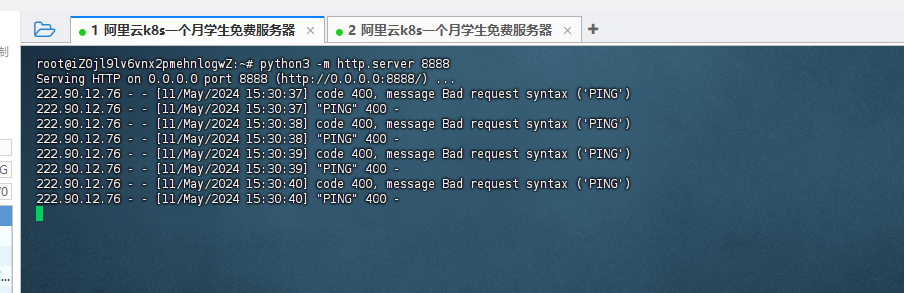 制
1 阿里云k8s一个月学生免费服务器 ×
2 阿里云k8s一个月学生免费服务器 × +
root@iZ0jl9lv6vnx2pmehnlogwZ:~# python3 -m http.server 8888
Serving HTTP on 0.0.0.0 port 8888 (http://0.0.0.0:8888/) ...
222.90.12.76 - - [11/May/2024 15:30:37] code 400, message Bad request syntax ('PING')
222.90.12.76 - - [11/May/2024 15:30:37] "PING" 400 -
222.90.12.76 - - [11/May/2024 15:30:38] code 400, message Bad request syntax ('PING')
222.90.12.76 - - [11/May/2024 15:30:38] "PING" 400 -
222.90.12.76 - - [11/May/2024 15:30:39] code 400, message Bad request syntax ('PING')
222.90.12.76 - - [11/May/2024 15:30:39] "PING" 400 -
222.90.12.76 - - [11/May/2024 15:30:40] code 400, message Bad request syntax ('PING')
222.90.12.76 - - [11/May/2024 15:30:40] "PING" 400 -
G
/0
...